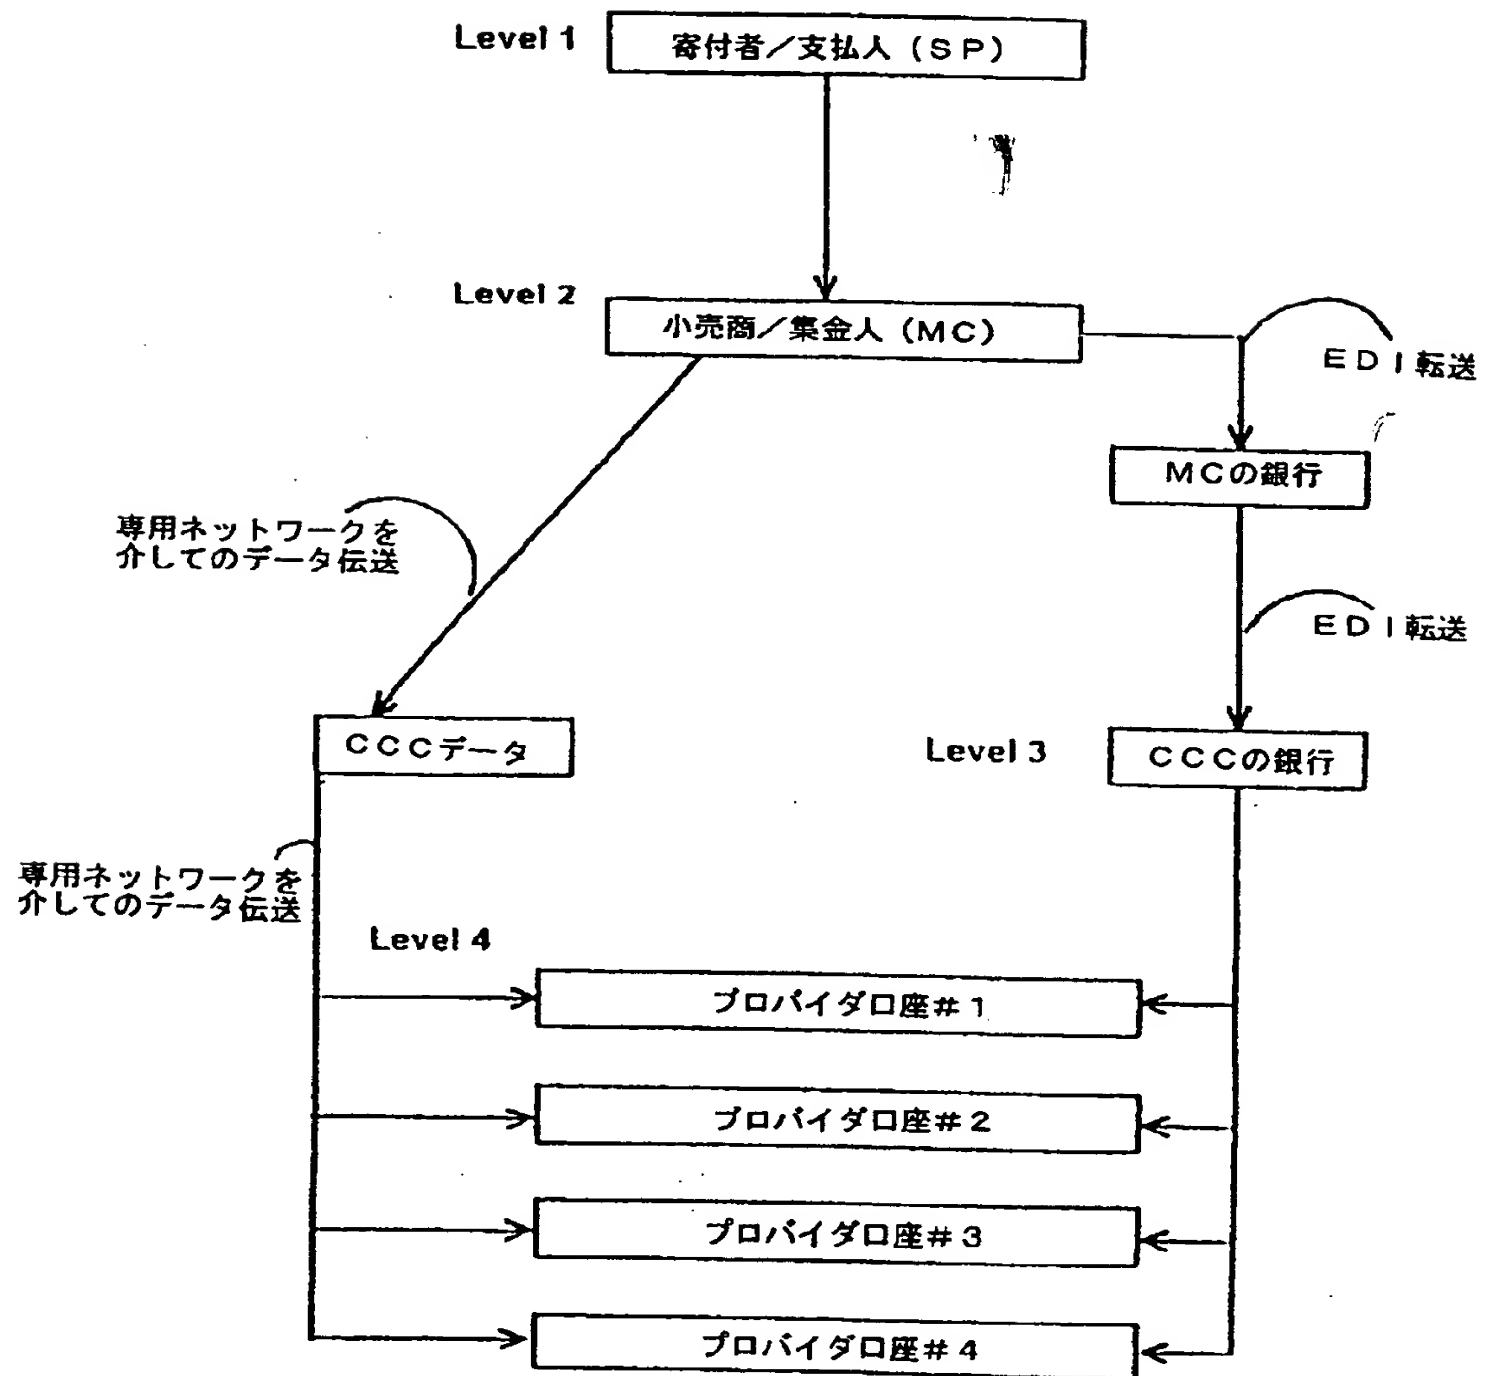 Level 1
寄付者／支払人（ＳＰ）
Level 2
小売商／集金人（ＭＣ）
ＥＤＩ転送
ＭＣの銀行
専用ネットワークを
介してのデータ伝送
ＥＤＩ転送
ＣＣＣデータ
Level 3
ＣＣＣの銀行
専用ネットワークを
介してのデータ伝送
Level 4
プロバイダ口座＃１
プロバイダ口座＃２
プロバイダ口座＃３
プロバイダ口座＃４